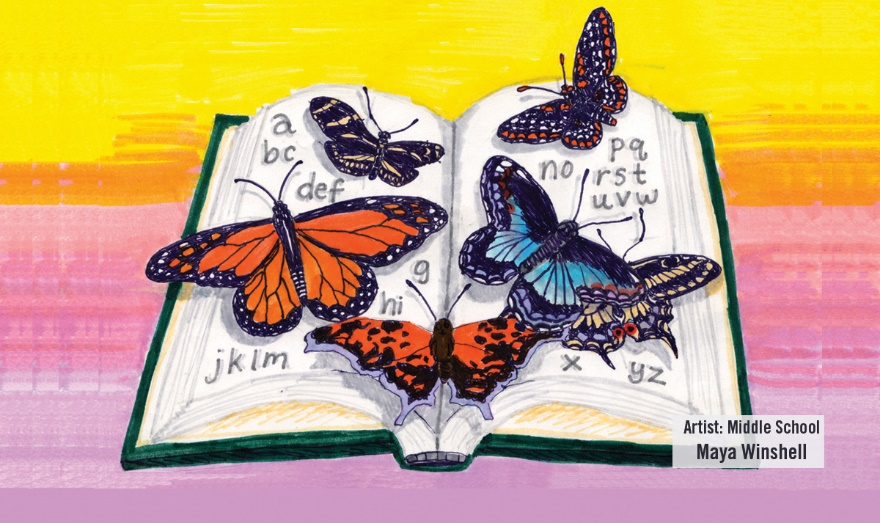 a
bc
def
g
hi
jklm
no
pq
rst
uvw
x
yz
Artist: Middle School
Maya Winshell